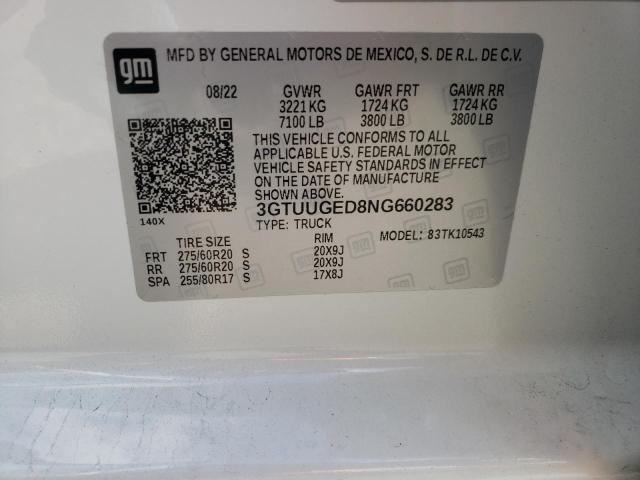 gm
MFD BY GENERAL MOTORS DE MEXICO, S. DE R.L. DE C.V.
08/22 GVWR GAWR FRT GAWR RR
3221 KG 1724 KG 1724 KG
7100 LB 3800 LB 3800 LB
THIS VEHICLE CONFORMS TO ALL
APPLICABLE U.S. FEDERAL MOTOR
VEHICLE SAFETY STANDARDS IN EFFECT
ON THE DATE OF MANUFACTURE
SHOWN ABOVE.
3GTUUGED8NG660283
140X
TYPE: TRUCK MODEL: 83TK10543
TIRE SIZE RIM
FRT 275/60R20 S 20X9J
RR 275/60R20 S 20X9J
SPA 255/80R17 S 17X8J